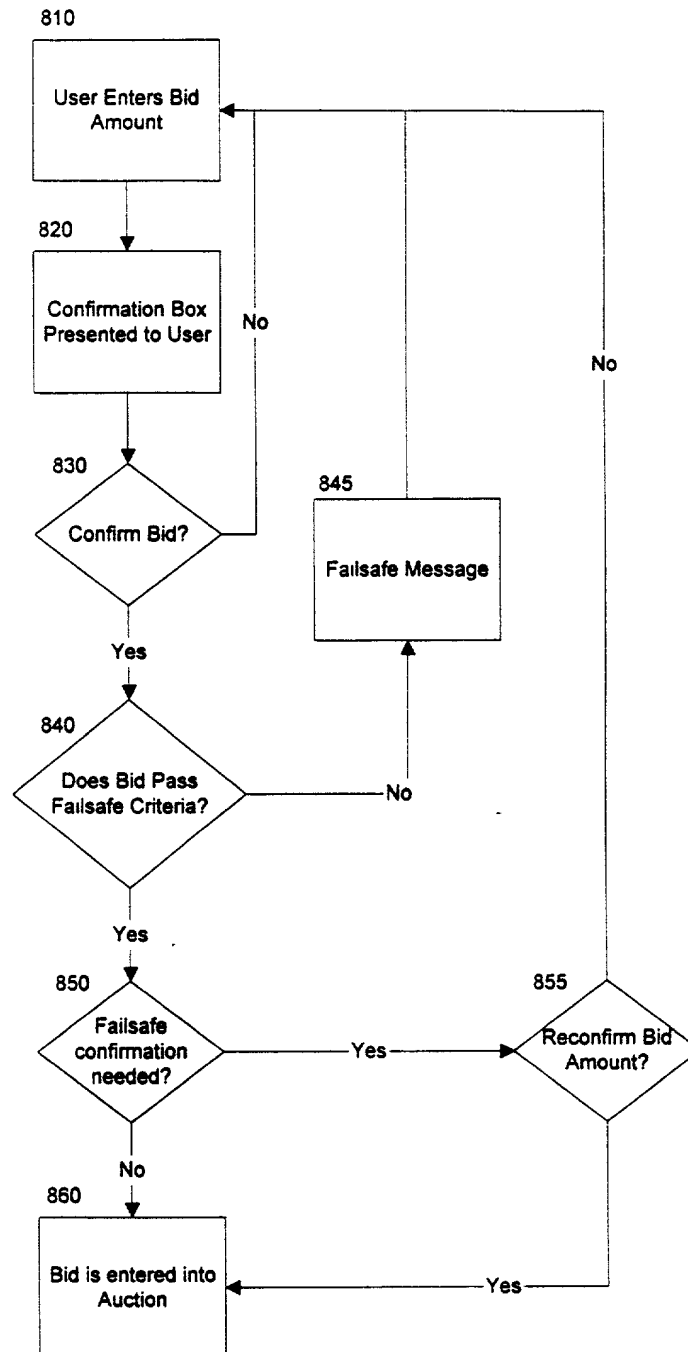 810
User Enters Bid
Amount
820
Confirmation Box
Presented to User
No
No
830
Confirm Bid?
845
Failsafe Message
Yes
840
Does Bid Pass
Failsafe Criteria?
No
Yes
850
Failsafe
confirmation
needed?
Yes
855
Reconfirm Bid
Amount?
No
860
Bid is entered into
Auction
Yes